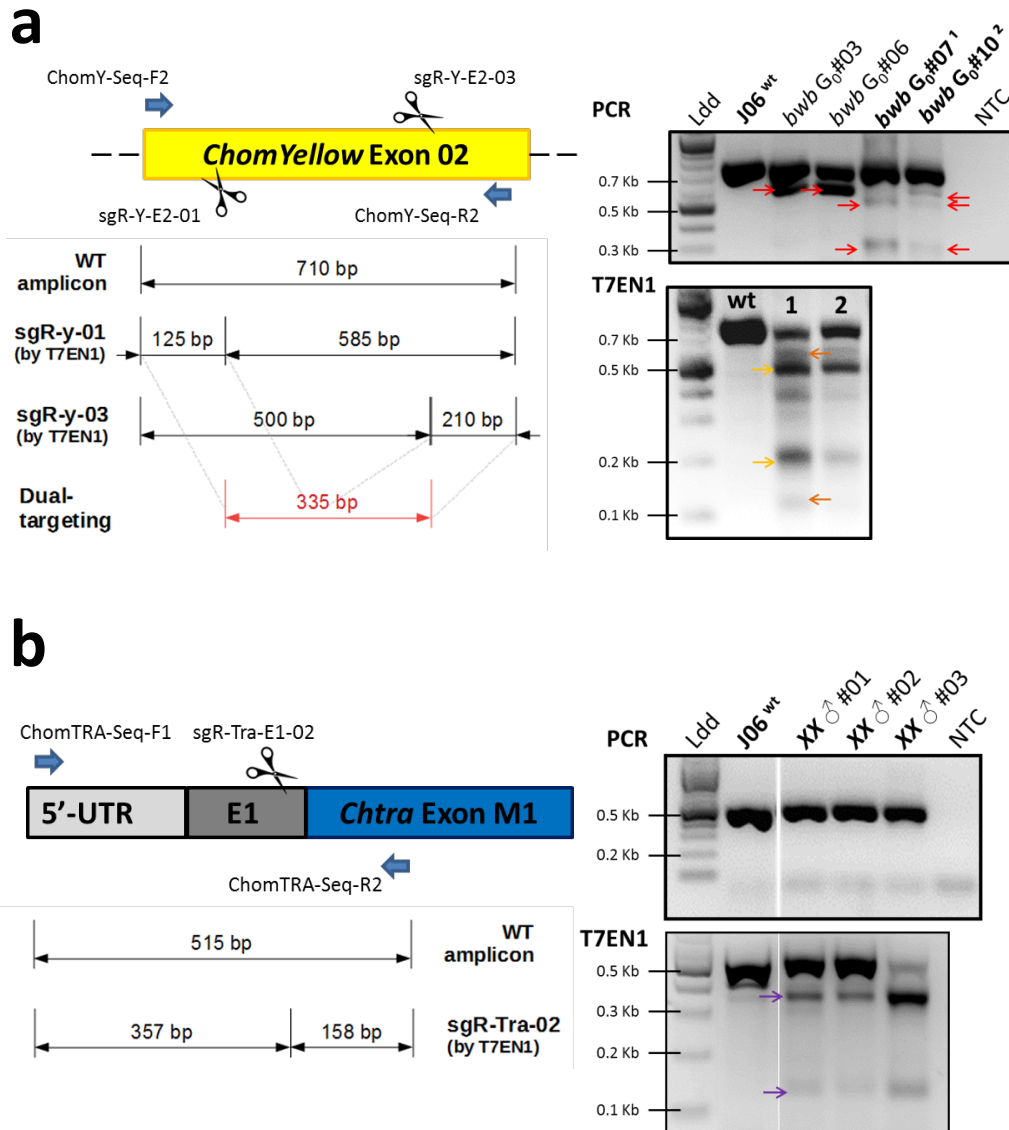 a
ChomY-Seq-F2
sgR-Y-E2-03
ChomYellow Exon 02
sgR-Y-E2-01
ChomY-Seq-R2
WT
amplicon
710 bp
sgR-y-01
(by T7EN1)
125 bp
585 bp
sgR-y-03
(by T7EN1)
500 bp
210 bp
Dual-
targeting
335 bp
PCR
Ldd
J06 wt
bwb G₀#03
bwb G₀#06
bwb G₀#07 ¹
bwb G₀#10 ²
NTC
0.7 Kb
0.5 Kb
0.3 Kb
T7EN1
wt
1
2
0.7 Kb
0.5 Kb
0.2 Kb
0.1 Kb
b
ChomTRA-Seq-F1
sgR-Tra-E1-02
5’-UTR
E1
Chtra Exon M1
ChomTRA-Seq-R2
515 bp
WT
amplicon
357 bp
158 bp
sgR-Tra-02
(by T7EN1)
PCR
Ldd
J06 wt
XX ♂ #01
XX ♂ #02
XX ♂ #03
NTC
0.5 Kb
0.2 Kb
T7EN1
0.5 Kb
0.3 Kb
0.2 Kb
0.1 Kb